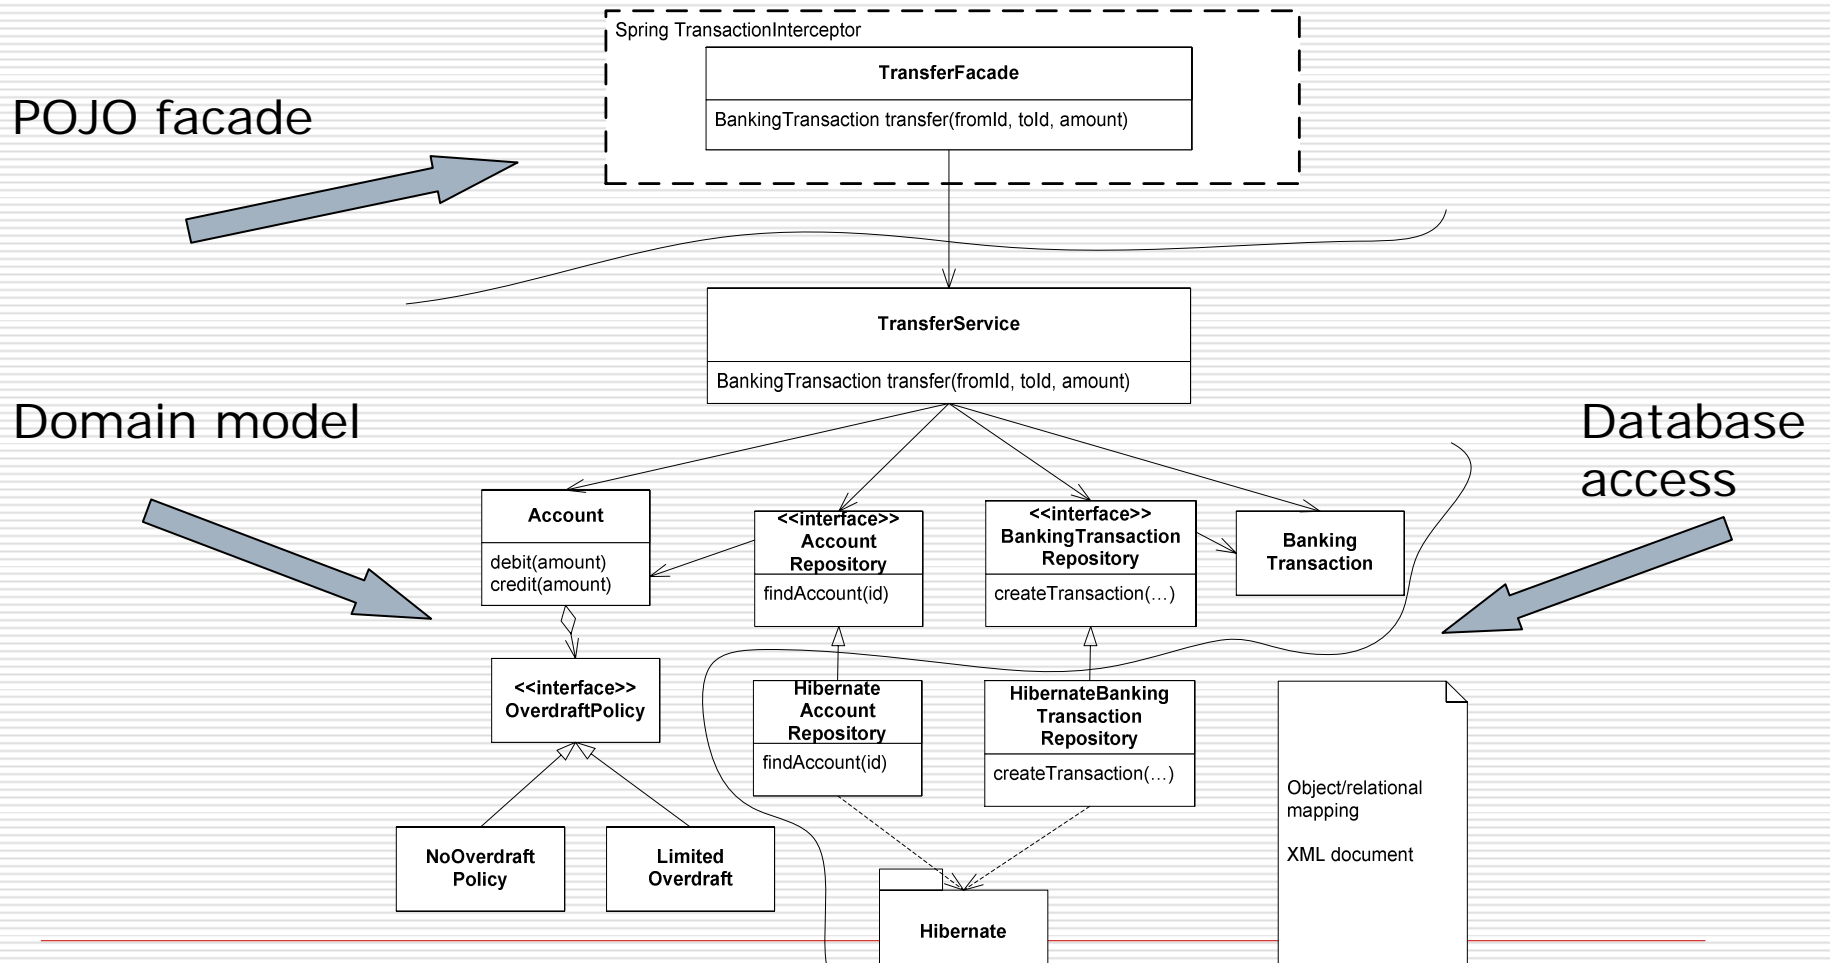 Spring TransactionInterceptor
TransferFacade
BankingTransaction transfer(fromId, toId, amount)
POJO facade
TransferService
BankingTransaction transfer(fromId, toId, amount)
Domain model
Database
access
Account
debit(amount)
credit(amount)
<<interface>>
Account
Repository
findAccount(id)
<<interface>>
BankingTransaction
Repository
createTransaction(…)
Banking
Transaction
<<interface>>
OverdraftPolicy
Hibernate
Account
Repository
findAccount(id)
HibernateBanking
Transaction
Repository
createTransaction(…)
Object/relational
mapping
XML document
NoOverdraft
Policy
Limited
Overdraft
Hibernate